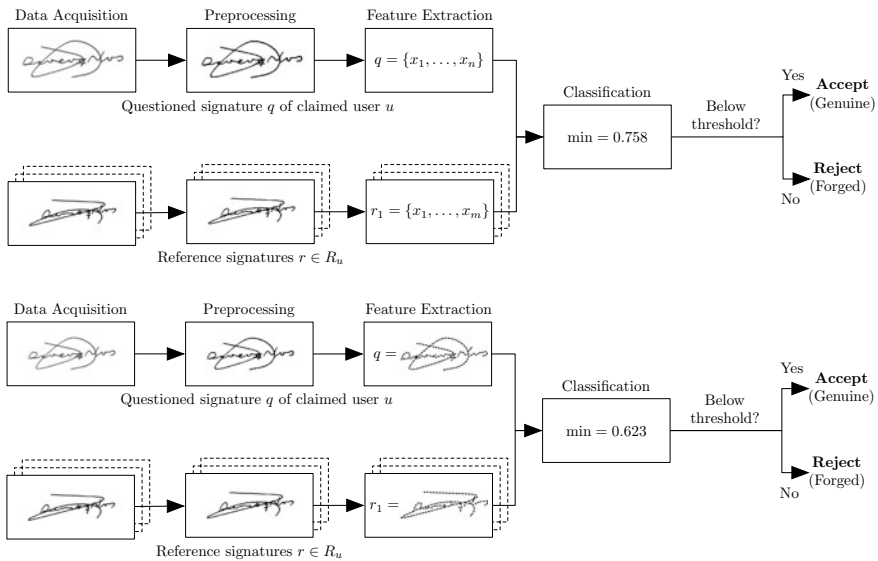 Data Acquisition
Preprocessing
Feature Extraction
q = {x₁, . . . , xₙ}
Questioned signature q of claimed user u
Classification
min = 0.758
Below
threshold?
Yes
Accept
(Genuine)
Reject
(Forged)
No
r₁ = {x₁, . . . , xₘ}
Reference signatures r ∈ Rᵤ
Data Acquisition
Preprocessing
Feature Extraction
q =
Questioned signature q of claimed user u
Classification
min = 0.623
Below
threshold?
Yes
Accept
(Genuine)
Reject
(Forged)
No
r₁ =
Reference signatures r ∈ Rᵤ